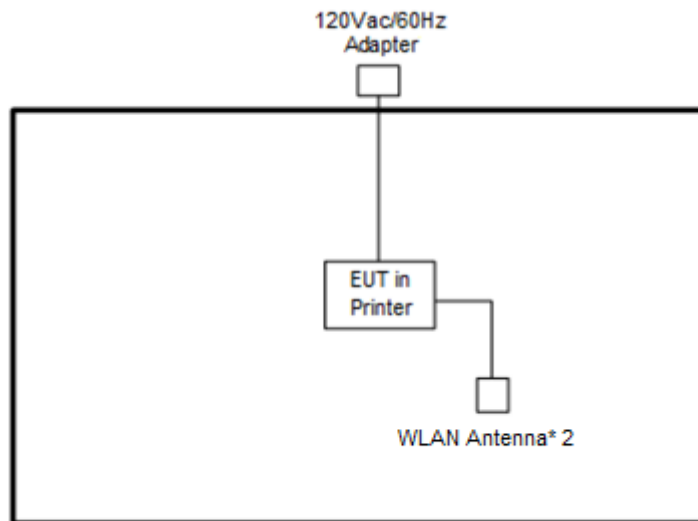 120Vac/60Hz
Adapter
EUT in
Printer
WLAN Antenna* 2